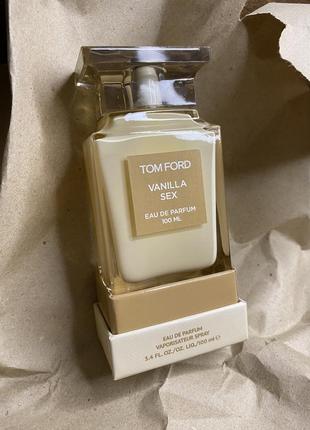 TOM FORD
VANILLA
SEX
EAU DE PARFUM
100 ML
EAU DE PARFUM
VAPORISATEUR SPRAY
3.4 FL. OZ./OZ. LIQ./100 ml ℮